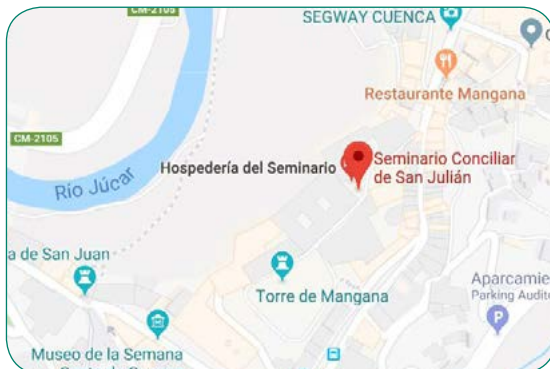 CM-2105
SEGWAY CUENCA
Restaurante Mangana
CM-2105
Hospedería del Seminario
Seminario Conciliar
de San Julián
Río Júcar
a de San Juan
Torre de Mangana
Aparcamie
Parking Audito
P
Museo de la Semana